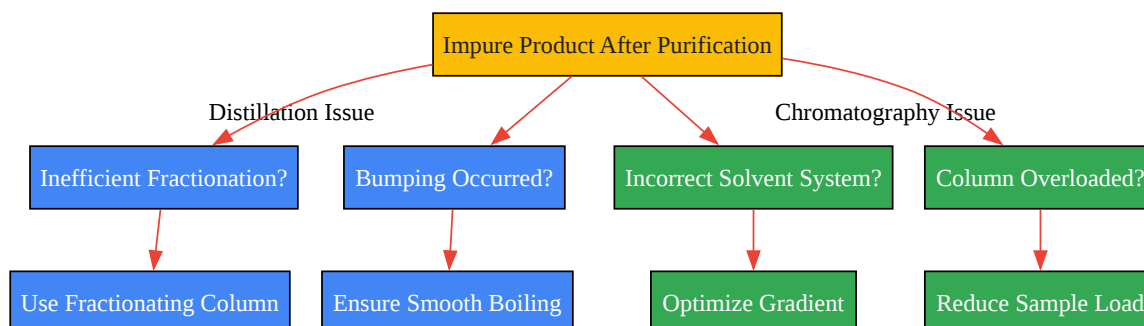 Impure Product After Purification
Distillation Issue
Chromatography Issue
Inefficient Fractionation?
Bumping Occurred?
Incorrect Solvent System?
Column Overloaded?
Use Fractionating Column
Ensure Smooth Boiling
Optimize Gradient
Reduce Sample Load